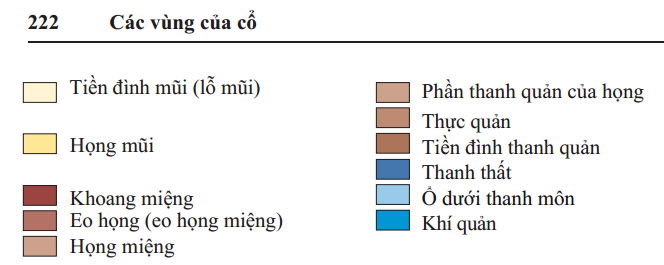 222 Các vùng của cổ
Tiền đình mũi (lỗ mũi)
Họng mũi
Khoang miệng
Eo họng (eo họng miệng)
Họng miệng
Phần thanh quản của họng
Thực quản
Tiền đình thanh quản
Thanh thất
Ổ dưới thanh môn
Khí quản